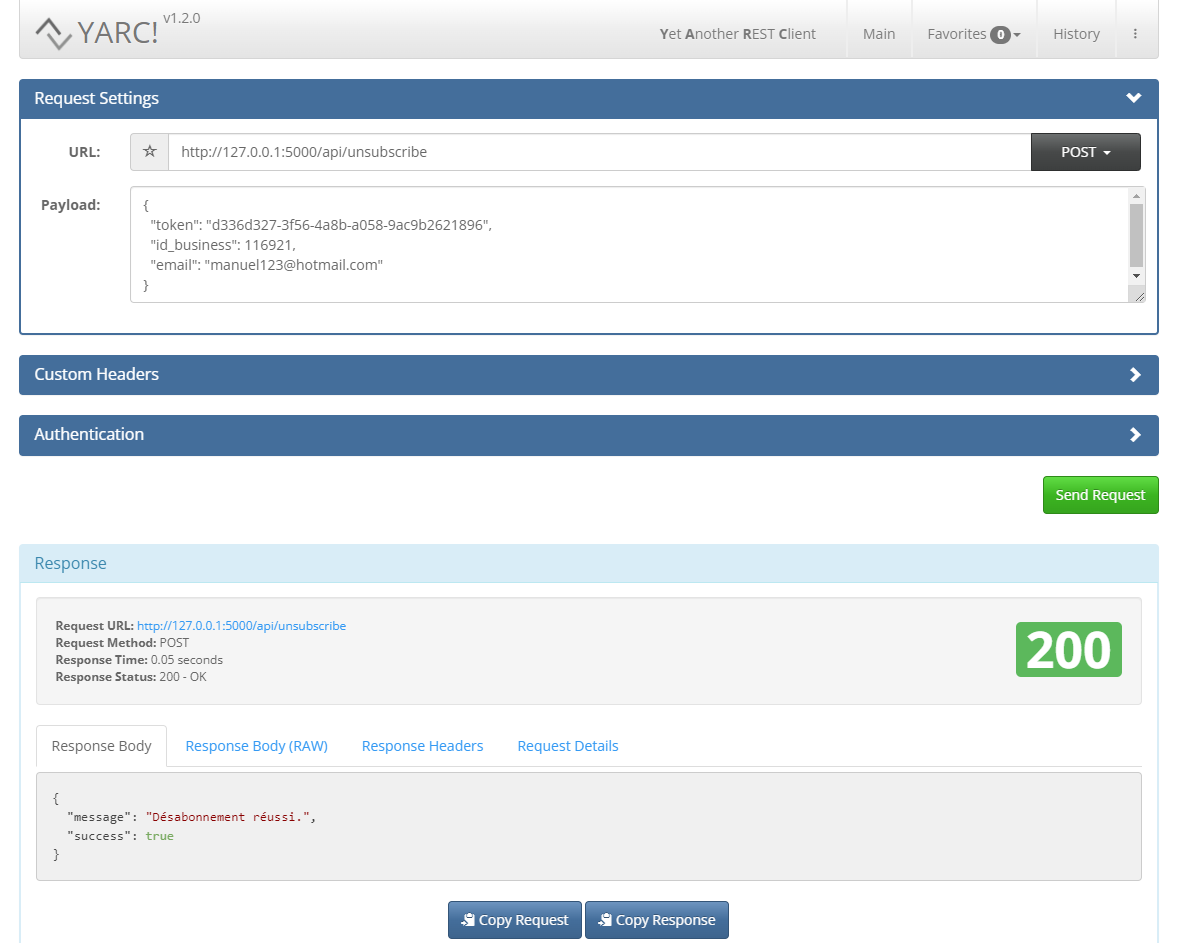 YARC! v1.2.0
Yet Another REST Client
Main
Favorites 0
History
Request Settings
URL:
http://127.0.0.1:5000/api/unsubscribe
POST
Payload:
{
"token": "d336d327-3f56-4a8b-a058-9ac9b2621896",
"id_business": 116921,
"email": "manuel123@hotmail.com"
}
Custom Headers
Authentication
Send Request
Response
Request URL: http://127.0.0.1:5000/api/unsubscribe
Request Method: POST
Response Time: 0.05 seconds
Response Status: 200 - OK
200
Response Body
Response Body (RAW)
Response Headers
Request Details
{
"message": "Désabonnement réussi.",
"success": true
}
Copy Request
Copy Response